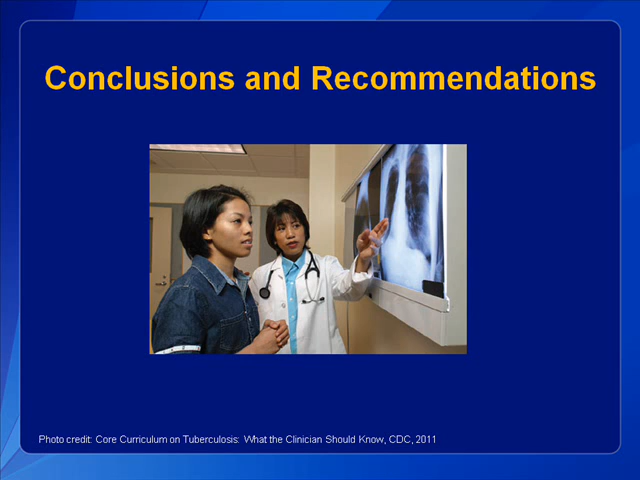 Conclusions and Recommendations
Photo credit: Core Curriculum on Tuberculosis: What the Clinician Should Know, CDC, 2011